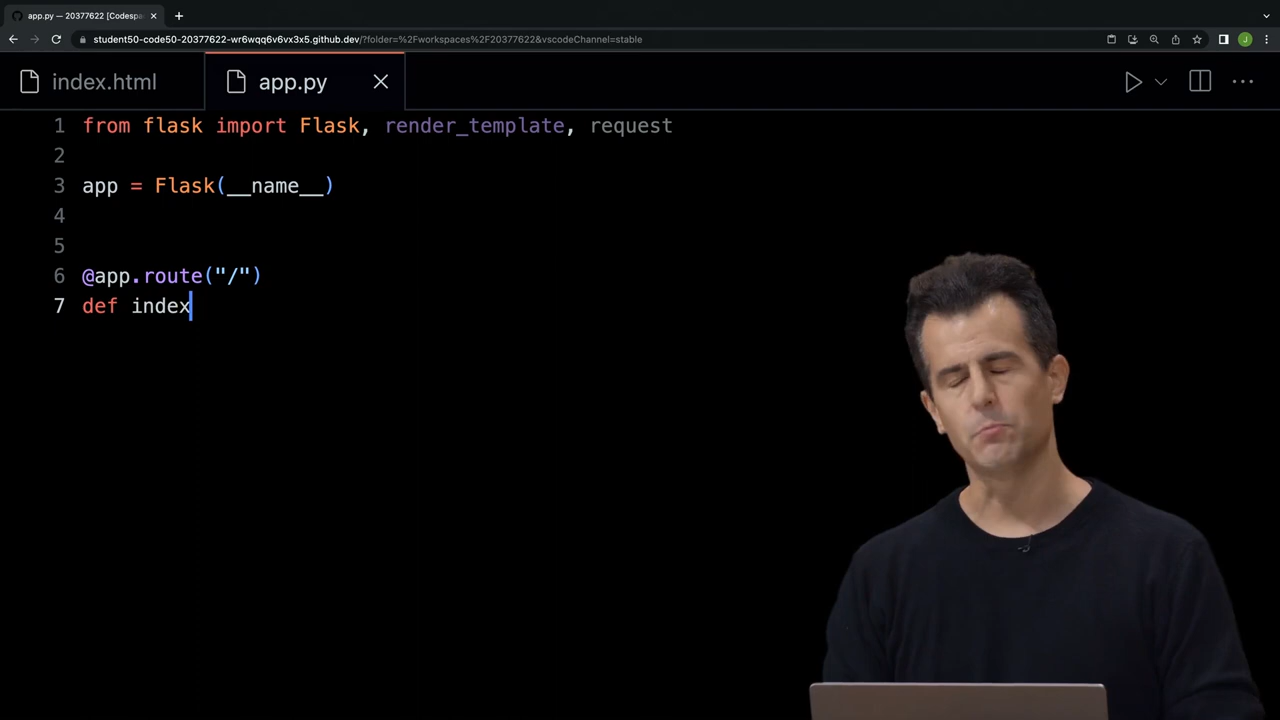 app.py — 20377622 [Codespa
student50-code50-20377622-wr6wqq6v6vx3x5.github.dev/?folder=%2Fworkspaces%2F20377622&vscodeChannel=stable
J
index.html
app.py
1 from flask import Flask, render_template, request
2
3 app = Flask(__name__)
4
5
6 @app.route("/")
7 def index